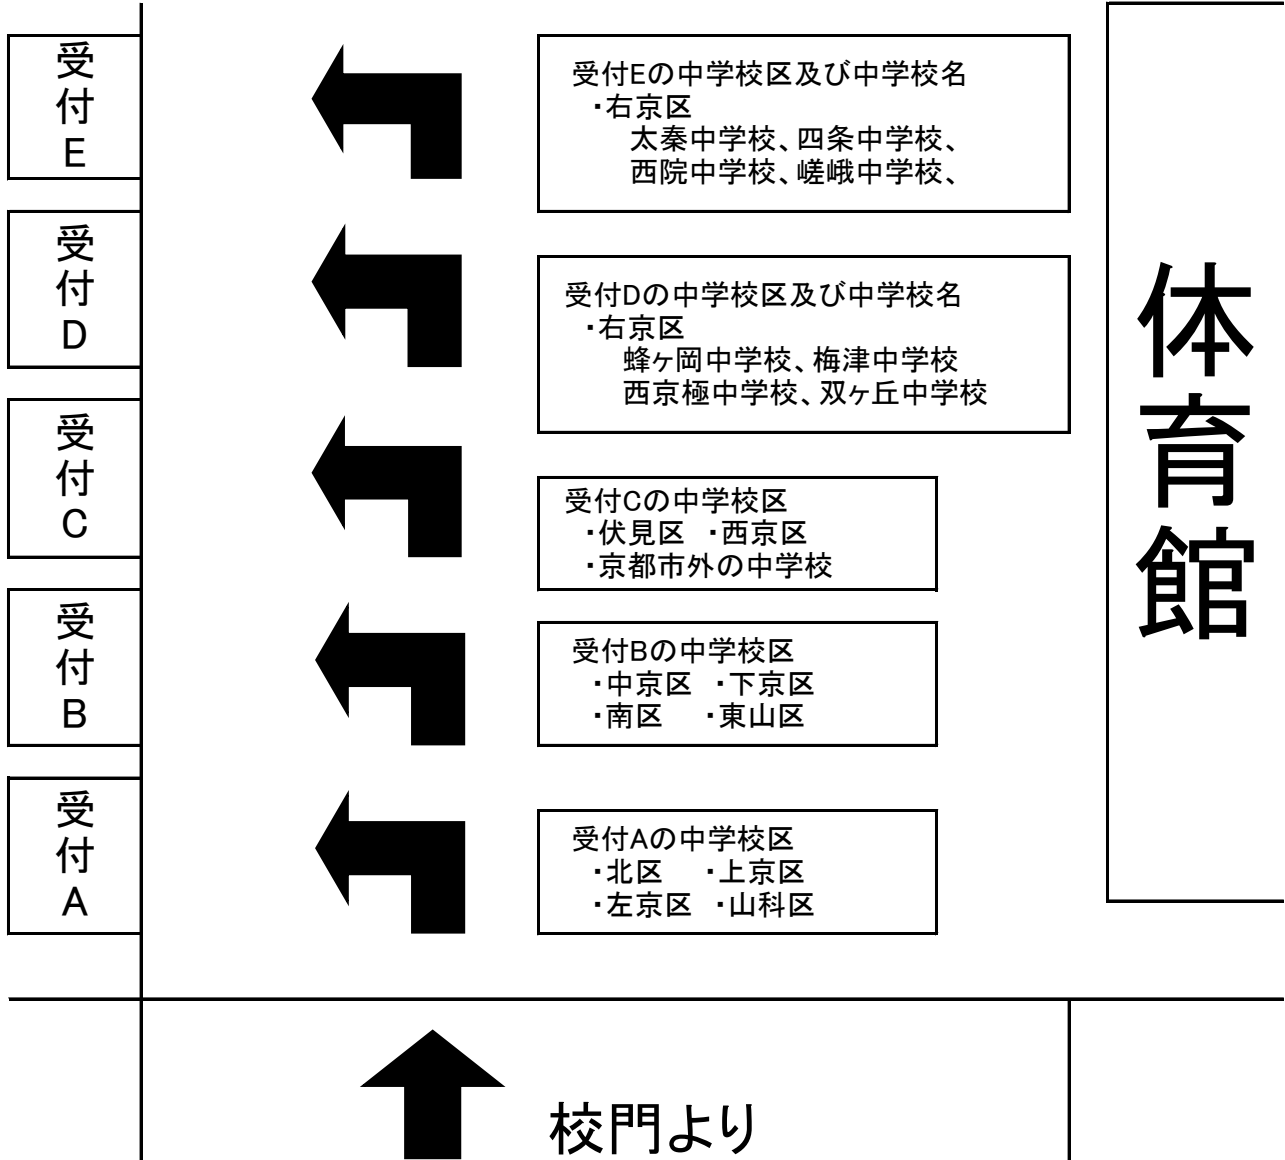 受付E
受付Eの中学校区及び中学校名
・右京区
太秦中学校、四条中学校、
西院中学校、嵯峨中学校、
受付D
受付Dの中学校区及び中学校名
・右京区
蜂ヶ岡中学校、梅津中学校
西京極中学校、双ヶ丘中学校
体育館
受付C
受付Cの中学校区
・伏見区 ・西京区
・京都市外の中学校
受付B
受付Bの中学校区
・中京区 ・下京区
・南区 ・東山区
受付A
受付Aの中学校区
・北区 ・上京区
・左京区 ・山科区
校門より